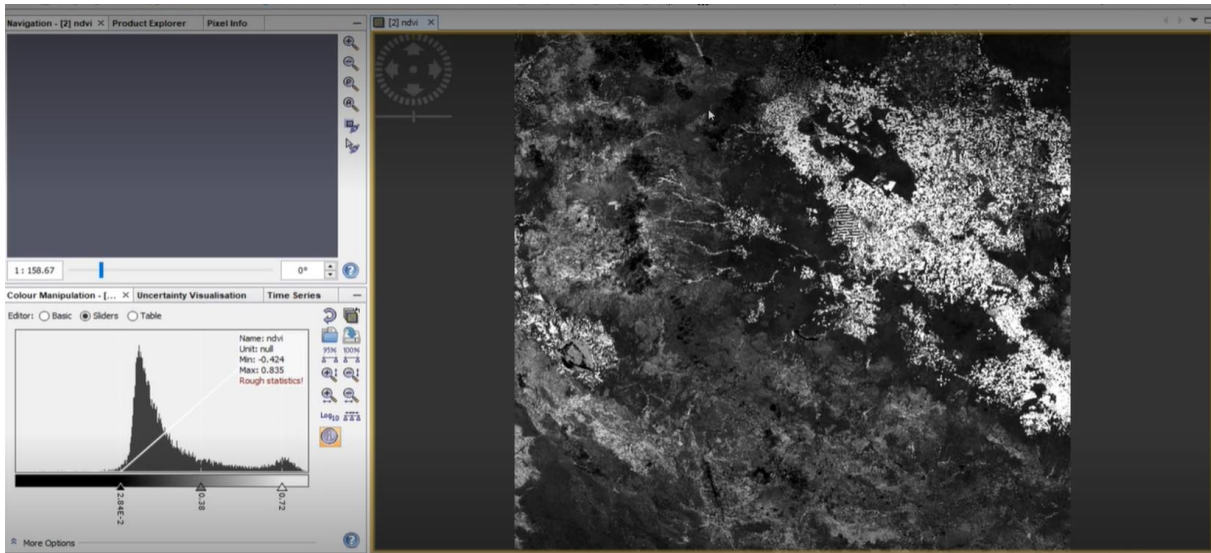 Navigation - [2] ndvi × Product Explorer Pixel Info
[2] ndvi ×
1 : 158.67 0°
Colour Manipulation - [... × Uncertainty Visualisation Time Series
Editor: Basic Sliders Table
Name: ndvi
Unit: null
Min: -0.424
Max: 0.835
Rough statistics!
95% 100%
Log10
2.84E-2 0.38 0.72
More Options